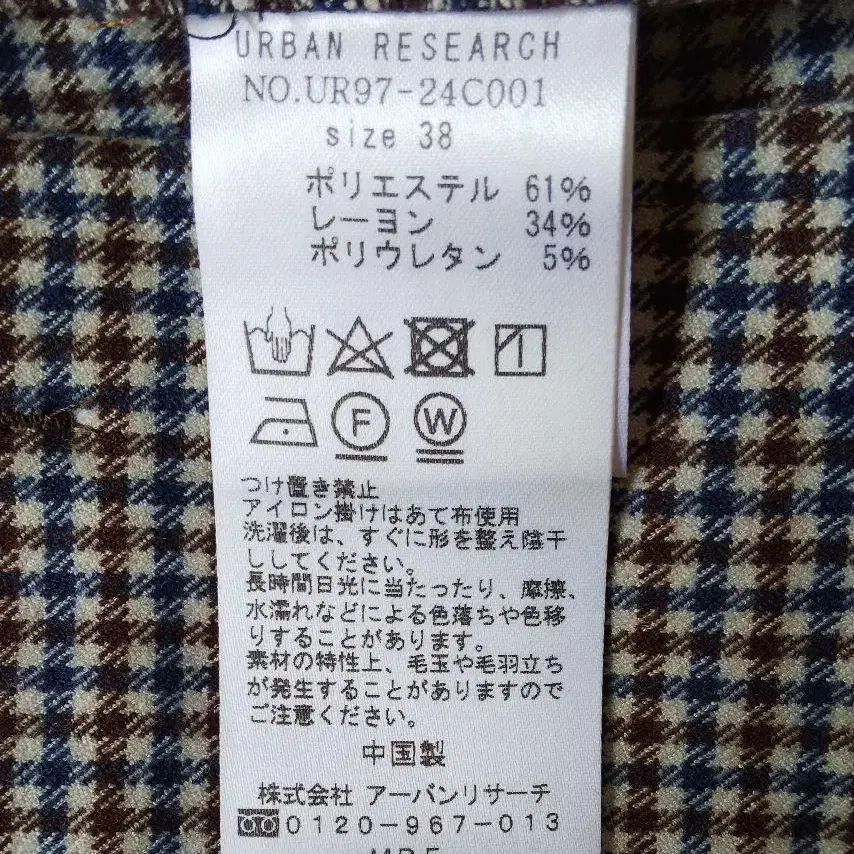 URBAN RESEARCH
NO.UR97-24C001
size 38
ポリエステル 61%
レーヨン 34%
ポリウレタン 5%
F W
つけ置き禁止
アイロン掛けはあて布使用
洗濯後は、すぐに形を整え陰干
ししてください。
長時間日光に当たったり、摩擦、
水濡れなどによる色落ちや色移
りすることがあります。
素材の特性上、毛玉や毛羽立ち
が発生することがありますので
ご注意ください。
中国製
株式会社 アーバンリサーチ
0120-967-013